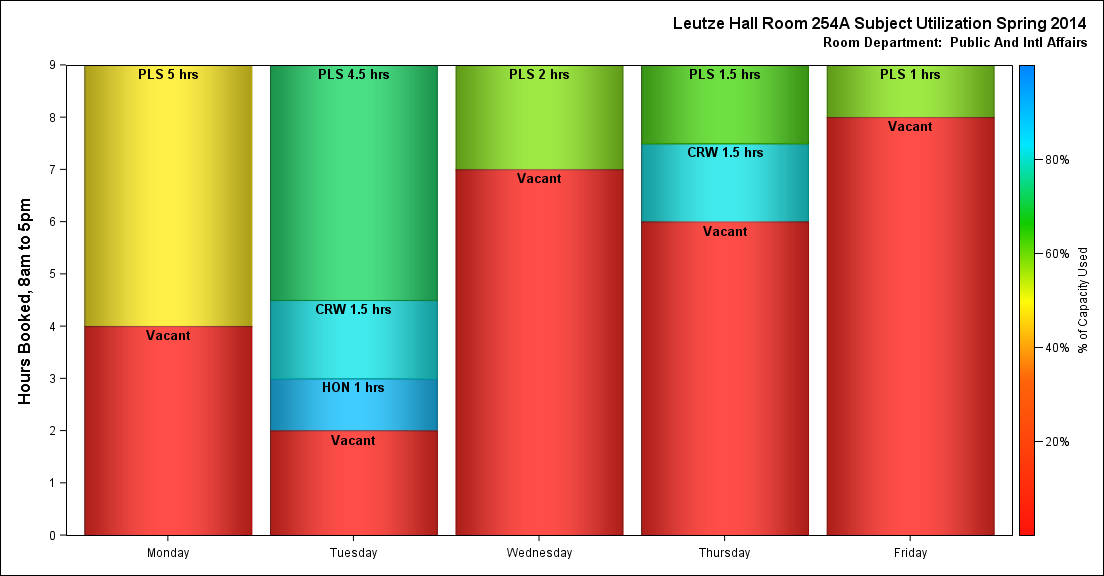 Leutze Hall Room 254A Subject Utilization Spring 2014
Room Department: Public And Intl Affairs
Hours Booked, 8am to 5pm
9
8
7
6
5
4
3
2
1
0
PLS 5 hrs
Vacant
PLS 4.5 hrs
CRW 1.5 hrs
HON 1 hrs
Vacant
PLS 2 hrs
Vacant
PLS 1.5 hrs
CRW 1.5 hrs
Vacant
PLS 1 hrs
Vacant
Monday
Tuesday
Wednesday
Thursday
Friday
80%
60%
40%
20%
% of Capacity Used